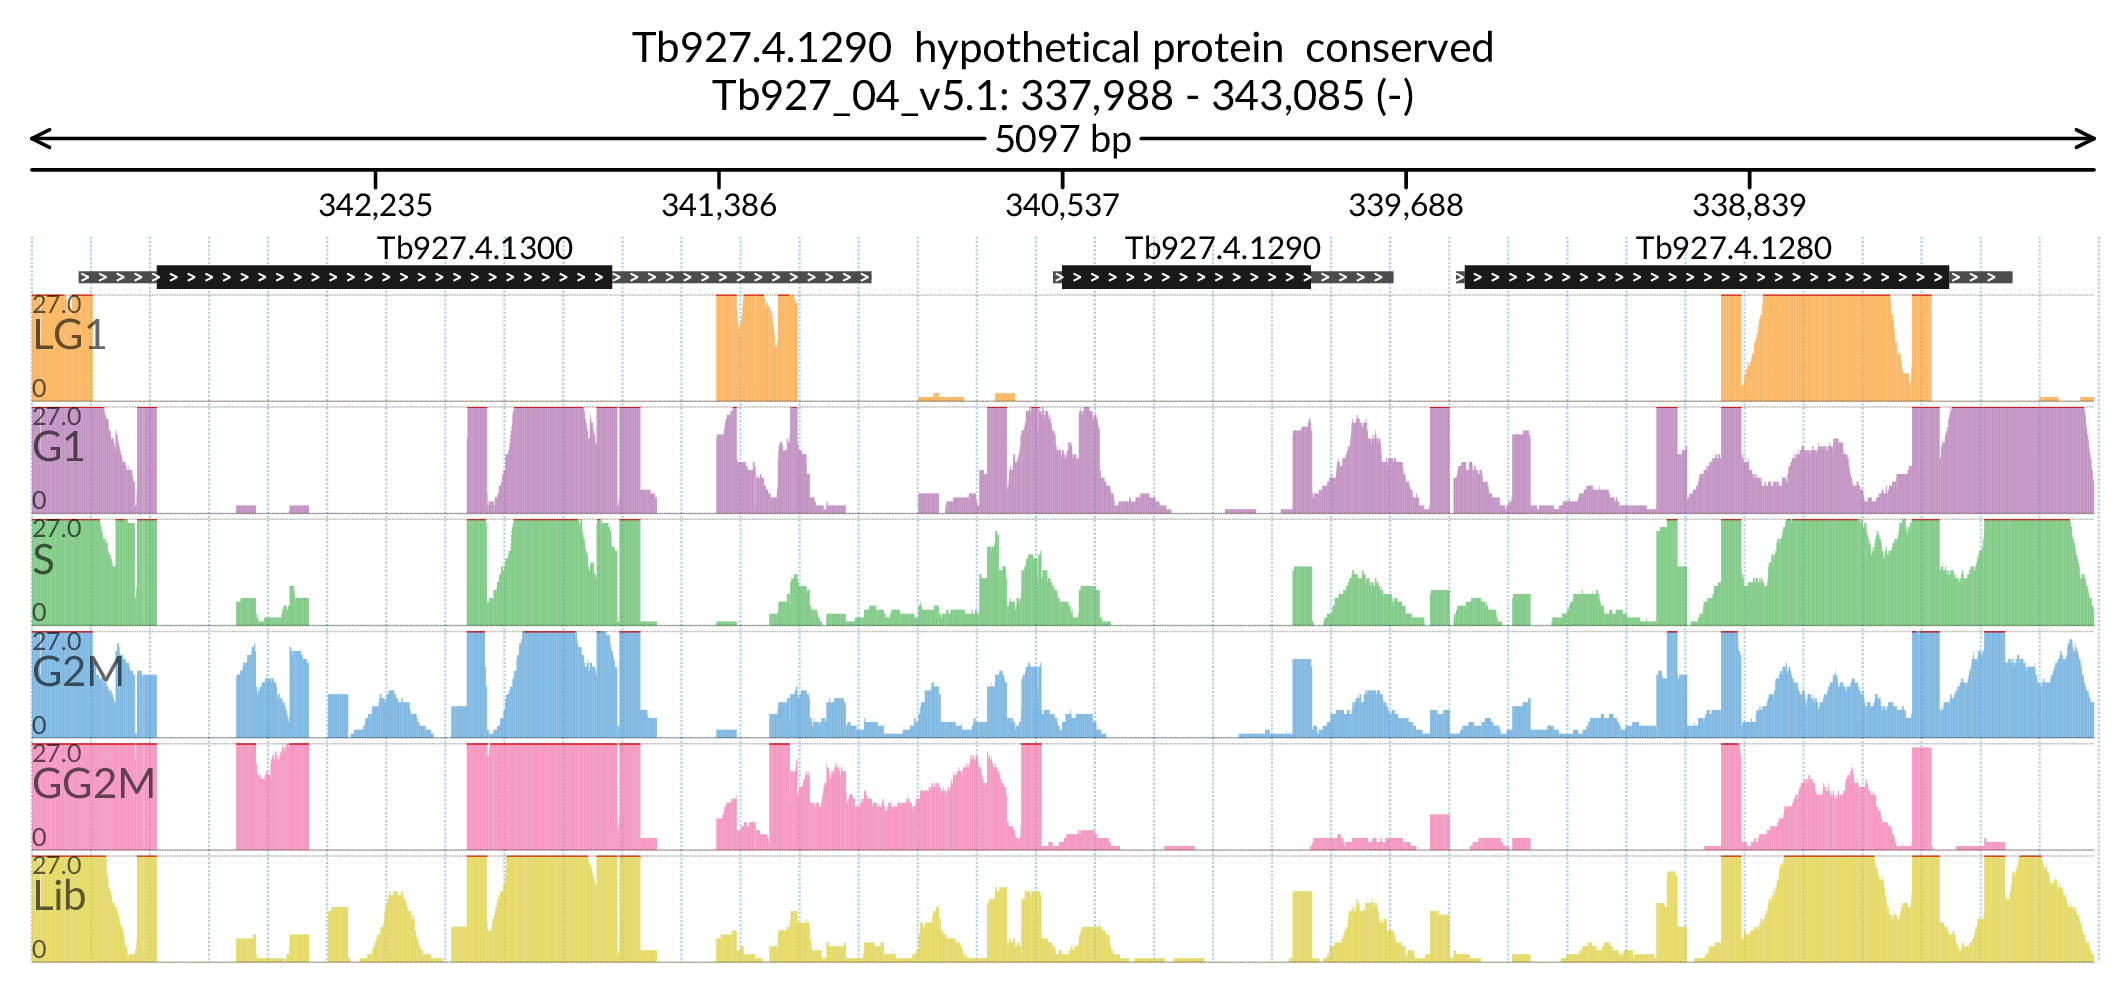 Tb927.4.1290 hypothetical protein conserved
Tb927_04_v5.1: 337,988 - 343,085 (-)
5097 bp
342,235 341,386 340,537 339,688 338,839
Tb927.4.1300 Tb927.4.1290 Tb927.4.1280
27.0
LG1
0
27.0
G1
0
27.0
S
0
27.0
G2M
0
27.0
GG2M
0
27.0
Lib
0